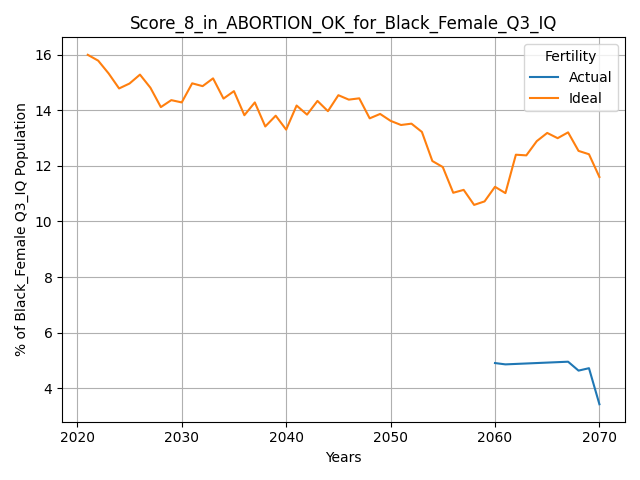 Score_8_in_ABORTION_OK_for_Black_Female_Q3_IQ
Fertility
Actual
Ideal
% of Black_Female Q3_IQ Population
16
14
12
10
8
6
4
2020
2030
2040
2050
2060
2070
Years